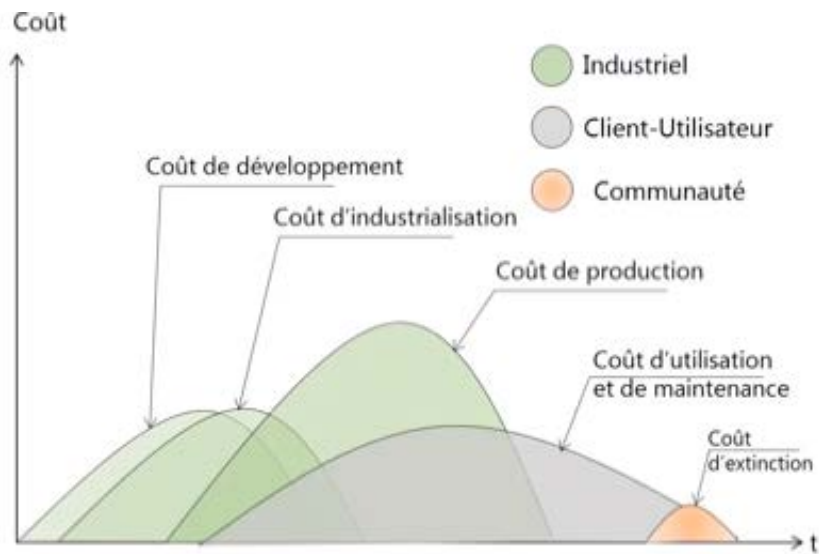 Coût
Industriel
Client-Utilisateur
Communauté
Coût de développement
Coût d'industrialisation
Coût de production
Coût d'utilisation
et de maintenance
Coût
d'extinction
t